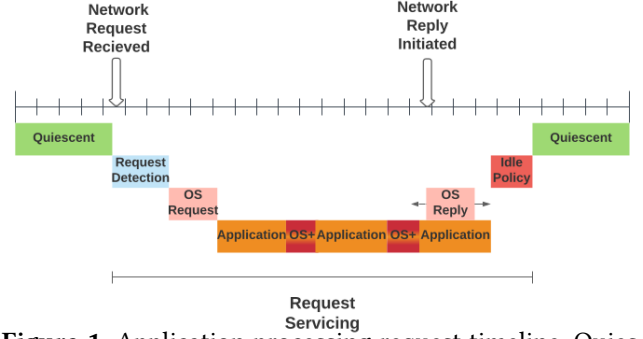 Network
Request
Recieved
Network
Reply
Initiated
Quiescent
Quiescent
Request
Detection
Idle
Policy
OS
Request
OS
Reply
Application OS+ Application OS+ Application
Request
Servicing
Figure 1. Application processing request timeline. Quies